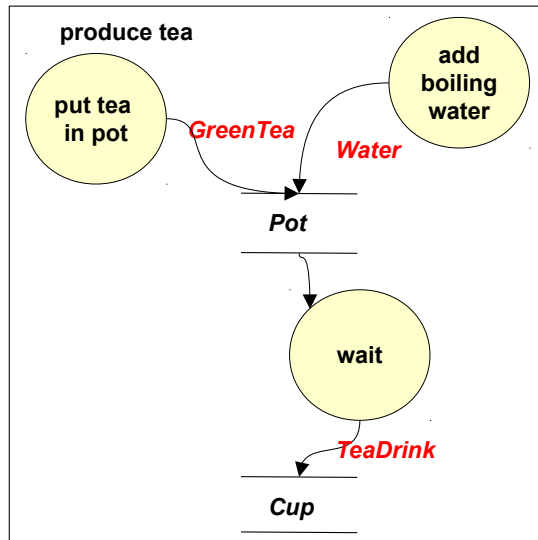 produce tea
put tea
in pot
add
boiling
water
GreenTea
Water
Pot
wait
TeaDrink
Cup